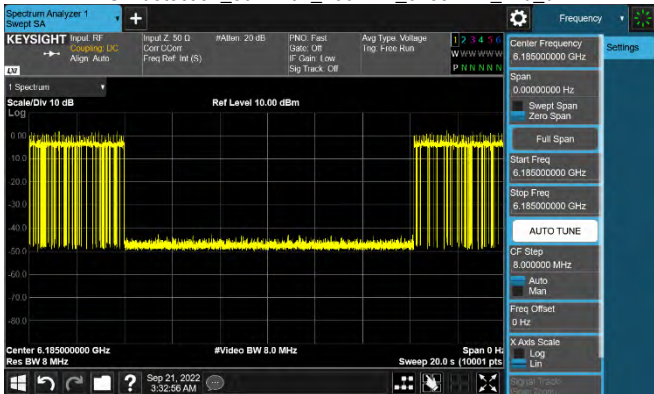 Spectrum Analyzer 1
Swept SA
+
Frequency
KEYSIGHT
Input: RF
Coupling: DC
Align: Auto
Input Z: 50 Ω
Corr CCorr
Freq Ref: Int (S)
#Atten: 20 dB
PNO: Fast
Gate: Off
IF Gain: Low
Sig Track: Off
Avg Type: Voltage
Trig: Free Run
1 2 3 4 5 6
W W W W W W
P N N N N N
LXI
1 Spectrum
Scale/Div 10 dB
Ref Level 10.00 dBm
Log
0.00
-10.0
-20.0
-30.0
-40.0
-50.0
-60.0
-70.0
-80.0
Center 6.185000000 GHz
#Video BW 8.0 MHz
Span 0 Hz
Res BW 8 MHz
Sweep 20.0 s (10001 pts
Center Frequency
6.185000000 GHz
Settings
Span
0.00000000 Hz
Swept Span
Zero Span
Full Span
Start Freq
6.185000000 GHz
Stop Freq
6.185000000 GHz
AUTO TUNE
CF Step
8.000000 MHz
Auto
Man
Freq Offset
0 Hz
X Axis Scale
Log
Lin
Signal Track
?
Sep 21, 2022
3:32:56 AM